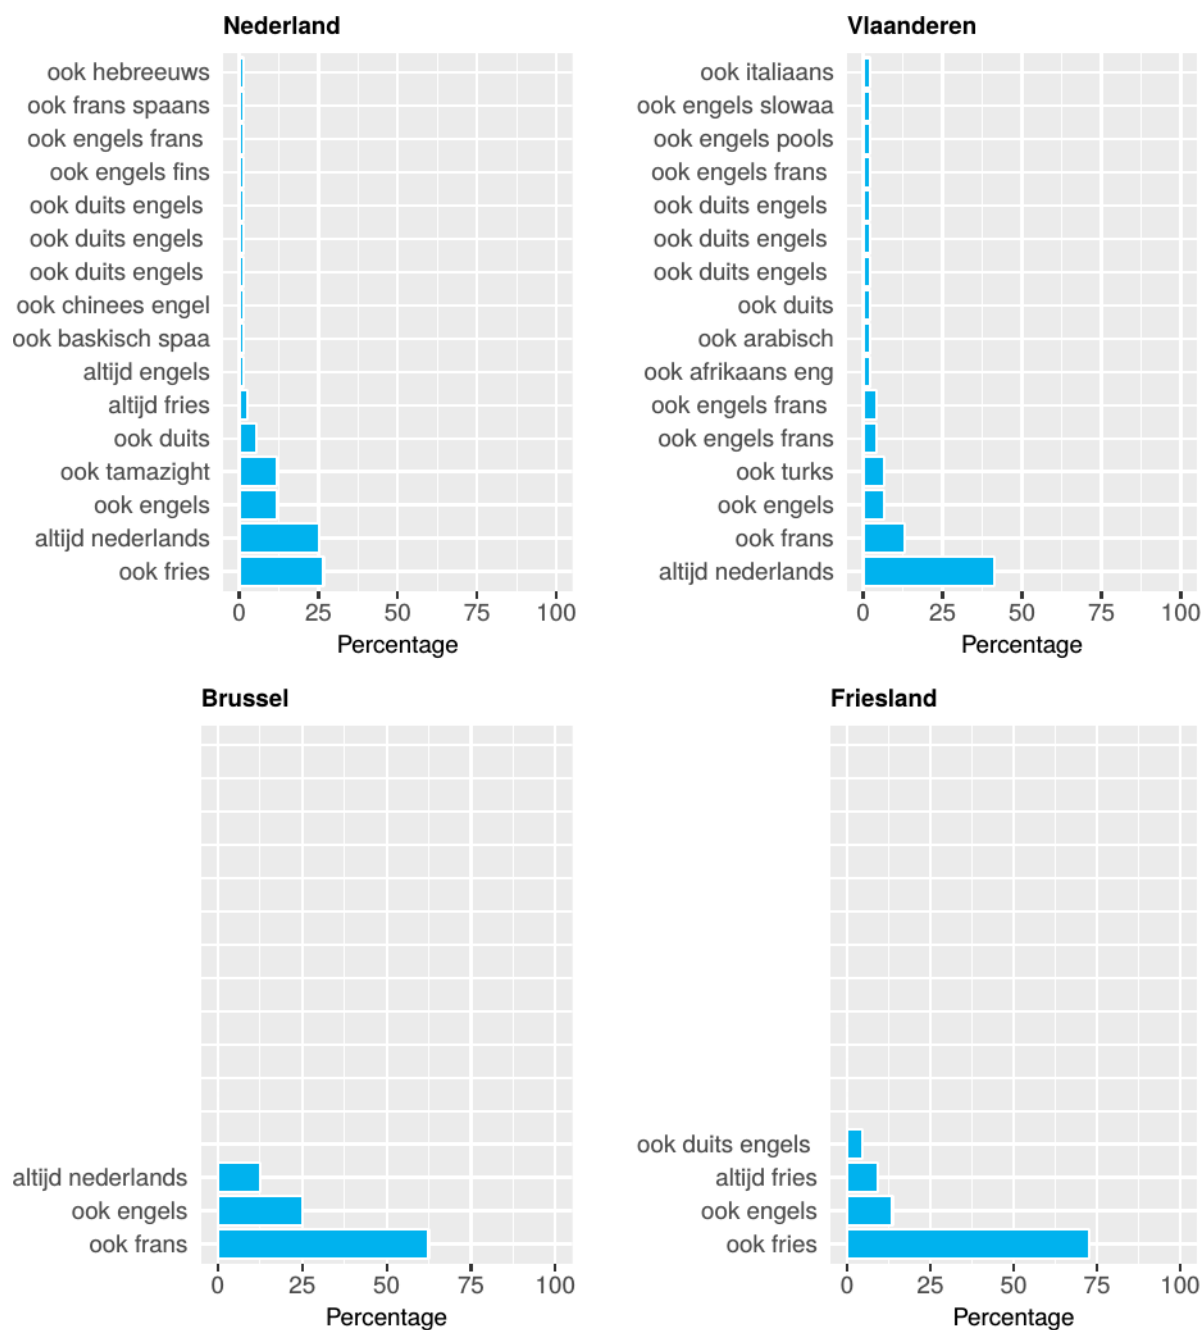 Nederland
ook hebreeuws
ook frans spaans
ook engels frans
ook engels fins
ook duits engels
ook duits engels
ook duits engels
ook chinees engel
ook baskisch spaa
altijd engels
altijd fries
ook duits
ook tamazight
ook engels
altijd nederlands
ook fries
0 25 50 75 100
Percentage
Vlaanderen
ook italiaans
ook engels slowaa
ook engels pools
ook engels frans
ook duits engels
ook duits engels
ook duits engels
ook duits
ook arabisch
ook afrikaans eng
ook engels frans
ook engels frans
ook turks
ook engels
ook frans
altijd nederlands
0 25 50 75 100
Percentage
Brussel
altijd nederlands
ook engels
ook frans
0 25 50 75 100
Percentage
Friesland
ook duits engels
altijd fries
ook engels
ook fries
0 25 50 75 100
Percentage